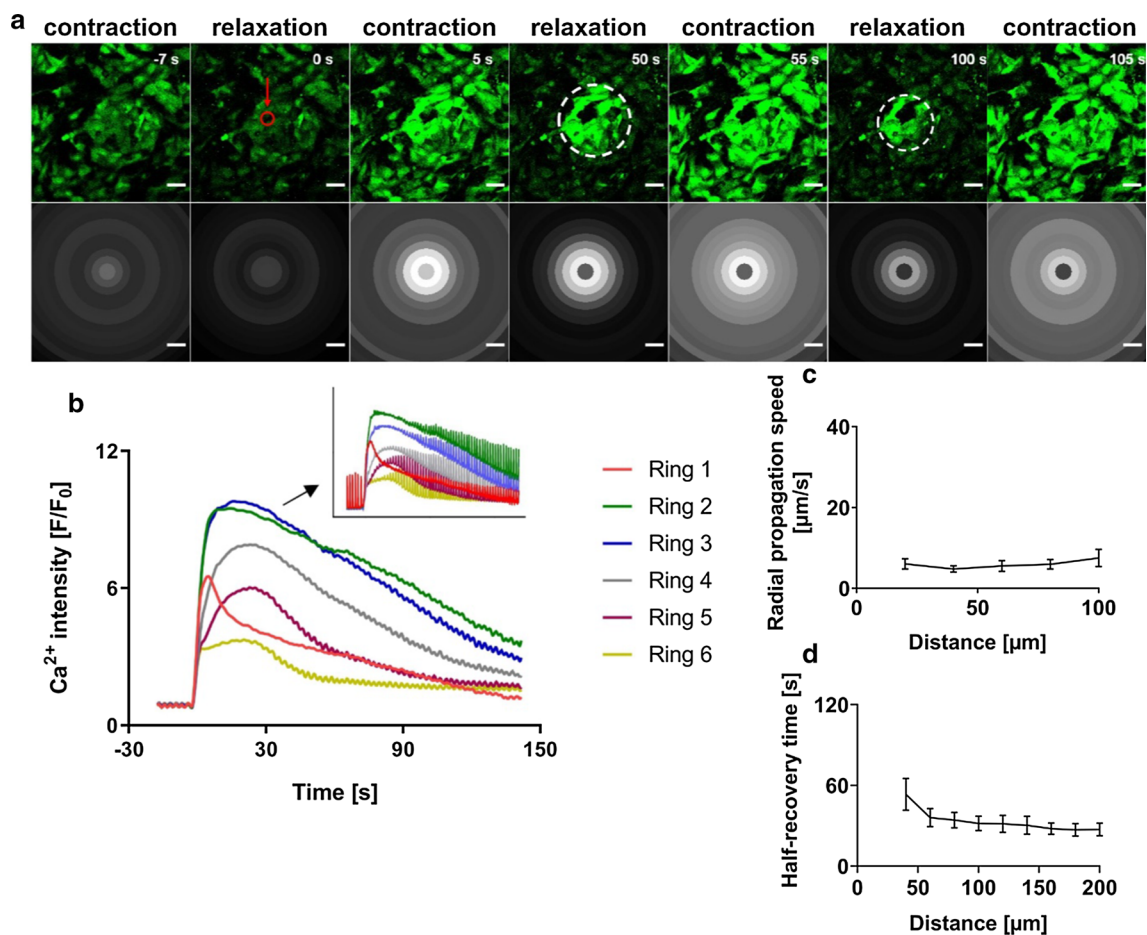 a
contraction relaxation contraction relaxation contraction relaxation contraction
-7 s 0 s 5 s 50 s 55 s 100 s 105 s
b
Ca²⁺ intensity [F/F₀]
12
6
0
-30 30 90 150
Time [s]
Ring 1
Ring 2
Ring 3
Ring 4
Ring 5
Ring 6
c
Radial propagation speed
[µm/s]
40
20
0
0 50 100
Distance [µm]
d
Half-recovery time [s]
120
60
0
0 50 100 150 200
Distance [µm]